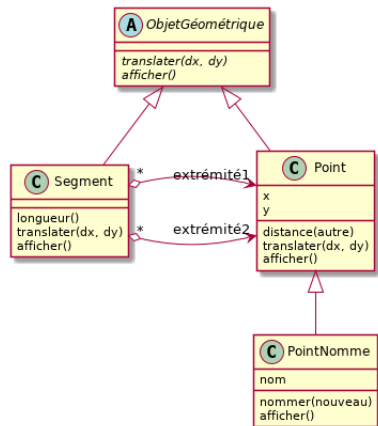 A ObjetGéométrique
translater(dx, dy)
afficher()
C Segment
longueur()
translater(dx, dy)
afficher()
* extrémité1
* extrémité2
C Point
x
y
distance(autre)
translater(dx, dy)
afficher()
C PointNomme
nom
nommer(nouveau)
afficher()